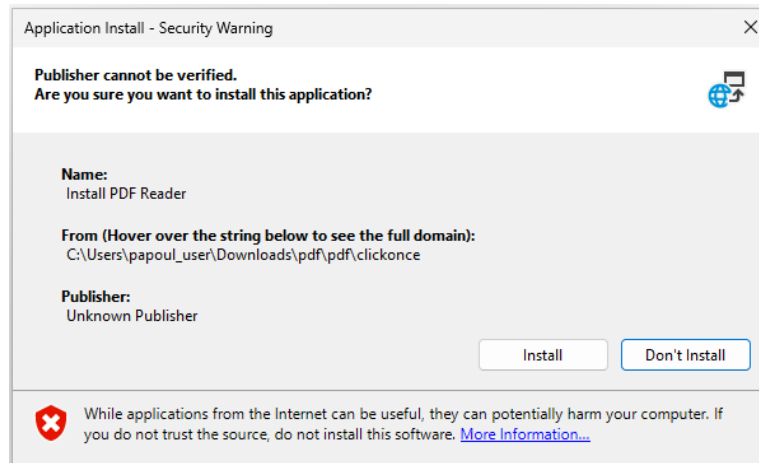 Application Install - Security Warning
Publisher cannot be verified.
Are you sure you want to install this application?
Name:
Install PDF Reader
From (Hover over the string below to see the full domain):
C:\Users\papoul_user\Downloads\pdf\pdf\clickonce
Publisher:
Unknown Publisher
Install
Don't Install
While applications from the Internet can be useful, they can potentially harm your computer. If
you do not trust the source, do not install this software. More Information...